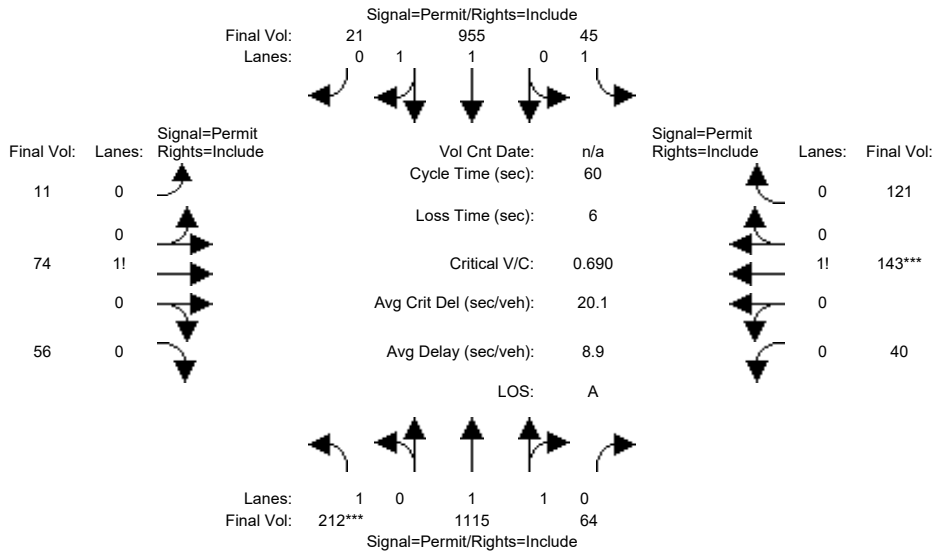 Signal=Permit/Rights=Include
Final Vol: 21 955 45
Lanes: 0 1 1 0 1
Signal=Permit Signal=Permit
Final Vol: Lanes: Rights=Include Vol Cnt Date: n/a Rights=Include Lanes: Final Vol:
Cycle Time (sec): 60
11 0 0 121
Loss Time (sec): 6
0 0
74 1! Critical V/C: 0.690 1! 143***
0 Avg Crit Del (sec/veh): 20.1 0
56 0 Avg Delay (sec/veh): 8.9 0 40
LOS: A
Lanes: 1 0 1 1 0
Final Vol: 212*** 1115 64
Signal=Permit/Rights=Include